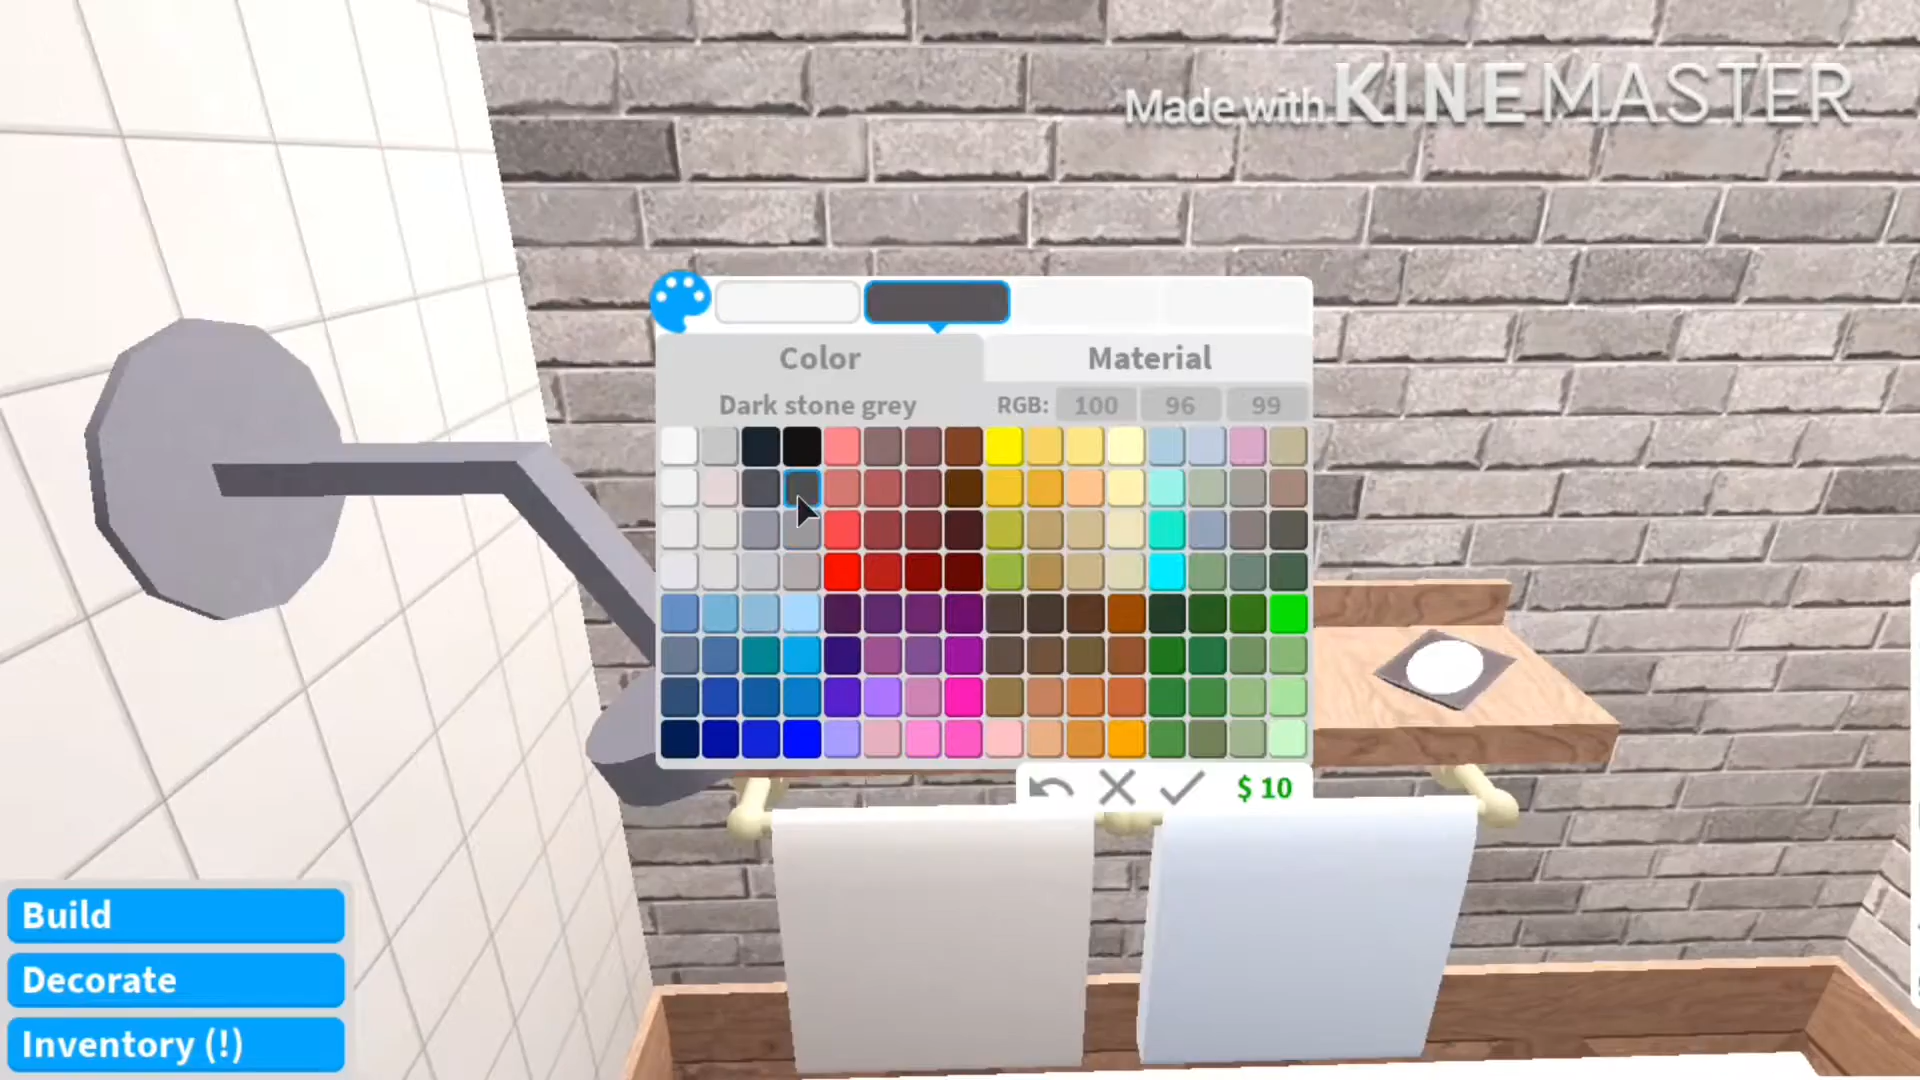 Made with KINEMASTER
Color
Material
Dark stone grey
RGB: 100 96 99
$ 10
Build
Decorate
Inventory (!)